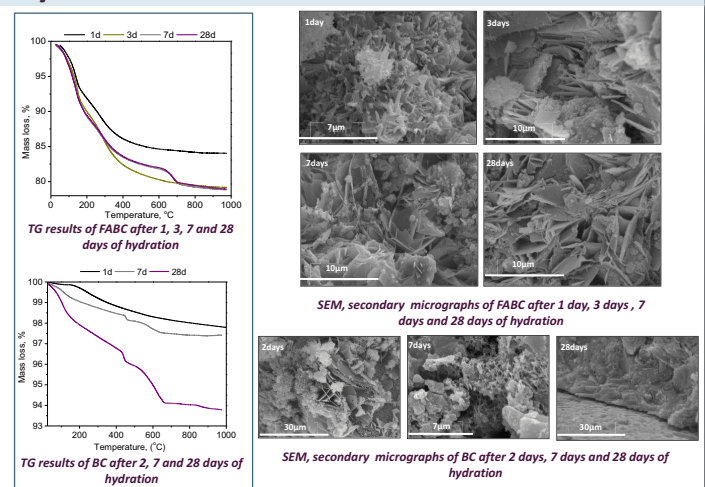 1d 3d 7d 28d
100
95
90
85
80
Mass loss, %
0 200 400 600 800 1000
Temperature, °C
TG results of FABC after 1, 3, 7 and 28
days of hydration
1d 7d 28d
100
99
98
97
96
95
94
93
Mass loss, %
200 400 600 800 1000
Temperature, (°C)
TG results of BC after 2, 7 and 28 days of
hydration
1day
7µm
3days
10µm
7days
10µm
28days
10µm
SEM, secondary micrographs of FABC after 1 day, 3 days , 7
days and 28 days of hydration
2days
30µm
7days
7µm
28days
30µm
SEM, secondary micrographs of BC after 2 days, 7 days and 28 days of
hydration